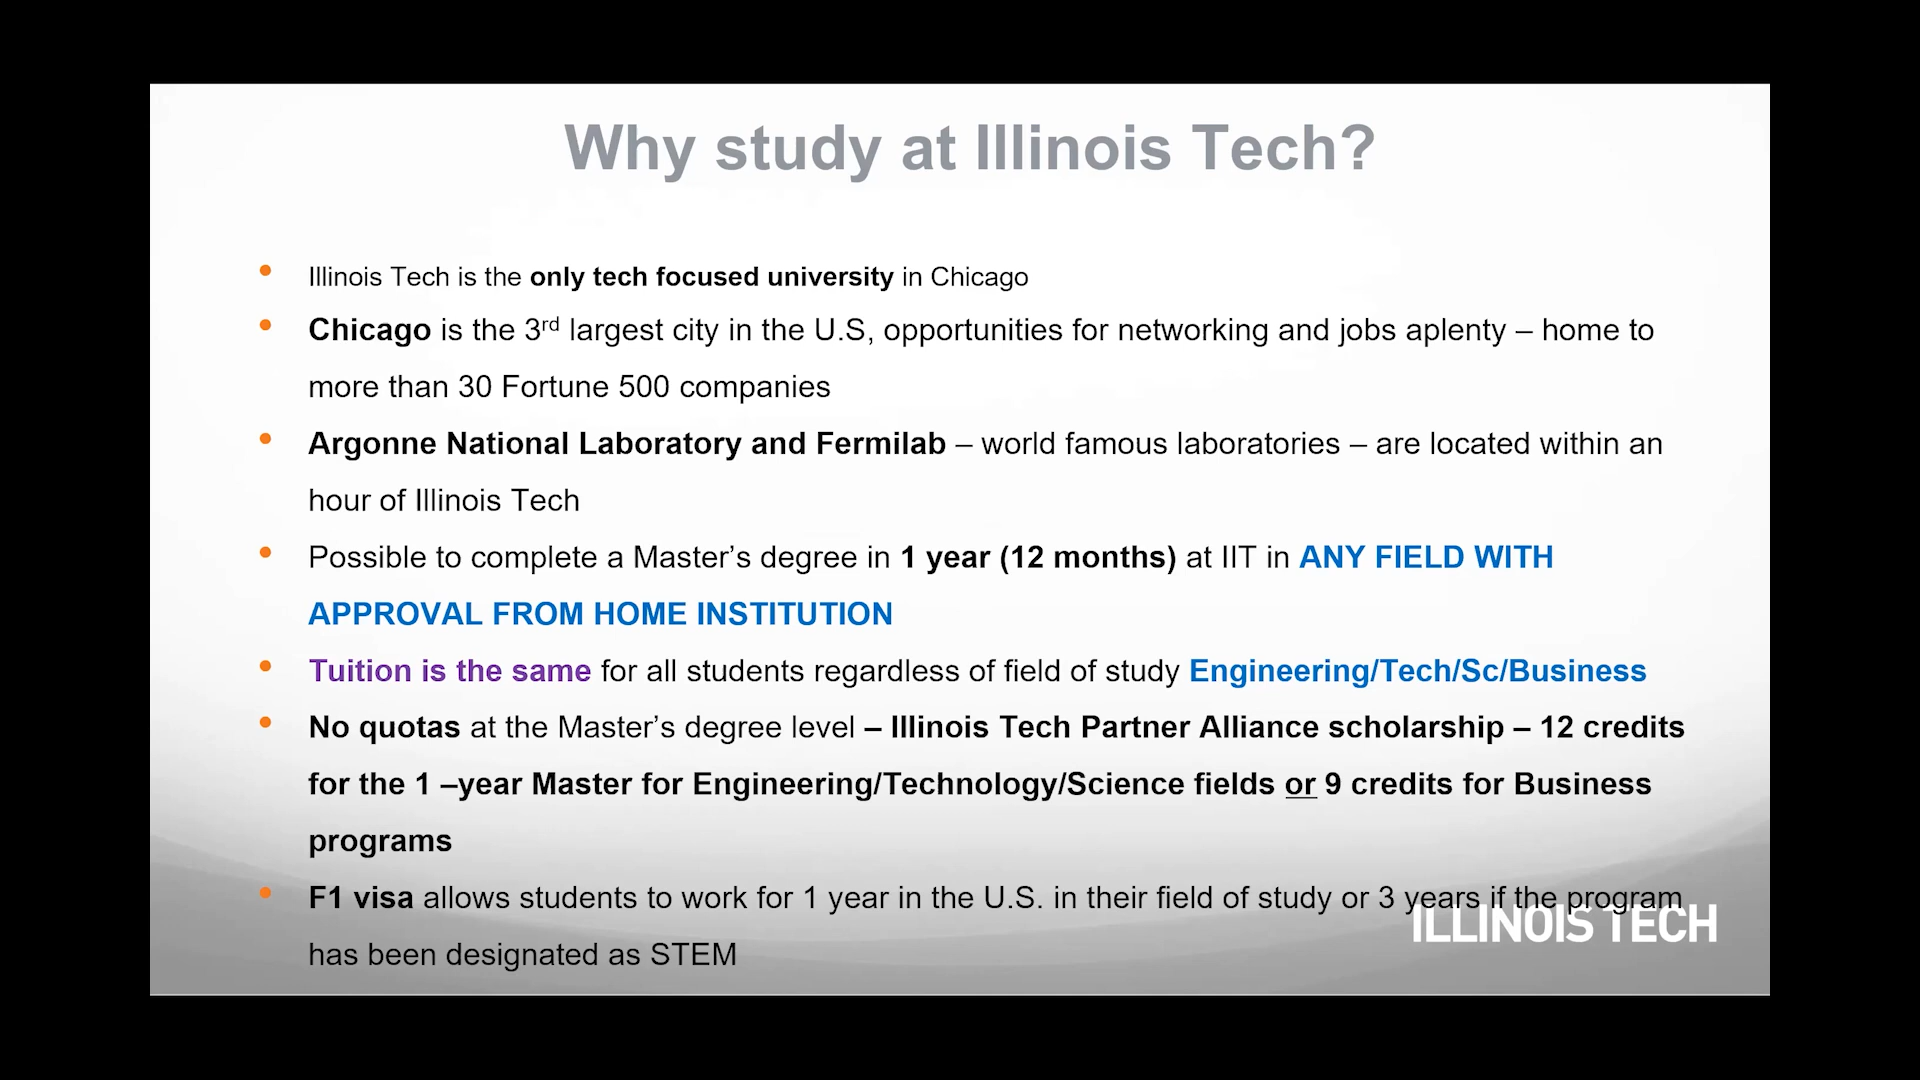 Why study at Illinois Tech?
• Illinois Tech is the only tech focused university in Chicago
• Chicago is the 3rd largest city in the U.S, opportunities for networking and jobs aplenty – home to
more than 30 Fortune 500 companies
• Argonne National Laboratory and Fermilab – world famous laboratories – are located within an
hour of Illinois Tech
• Possible to complete a Master’s degree in 1 year (12 months) at IIT in ANY FIELD WITH
APPROVAL FROM HOME INSTITUTION
• Tuition is the same for all students regardless of field of study Engineering/Tech/Sc/Business
• No quotas at the Master’s degree level – Illinois Tech Partner Alliance scholarship – 12 credits
for the 1 –year Master for Engineering/Technology/Science fields or 9 credits for Business
programs
• F1 visa allows students to work for 1 year in the U.S. in their field of study or 3 years if the program
has been designated as STEM
ILLINOIS TECH